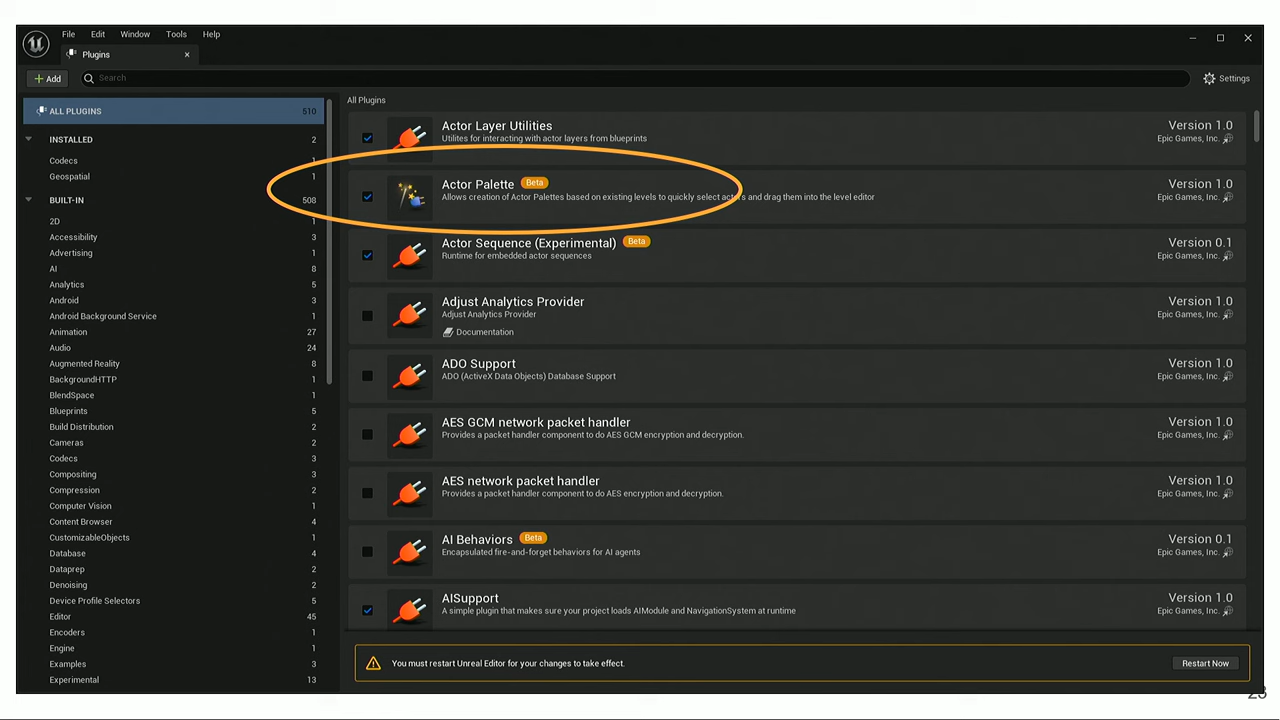 File Edit Window Tools Help
Plugins
Add
Search
Settings
ALL PLUGINS 510
INSTALLED 2
Codecs 1
Geospatial 1
BUILT-IN 508
2D 1
Accessibility 3
Advertising 1
AI 8
Analytics 5
Android 3
Android Background Service 1
Animation 27
Audio 24
Augmented Reality 8
BackgroundHTTP 1
BlendSpace 1
Blueprints 5
Build Distribution 2
Cameras 2
Codecs 3
Compositing 3
Compression 2
Computer Vision 1
Content Browser 4
CustomizableObjects 1
Database 4
Dataprep 2
Denoising 2
Device Profile Selectors 5
Editor 45
Encoders 1
Engine 1
Examples 3
Experimental 13
All Plugins
Actor Layer Utilities Version 1.0
Utilites for interacting with actor layers from blueprints Epic Games, Inc.
Actor Palette Beta Version 1.0
Allows creation of Actor Palettes based on existing levels to quickly select actors and drag them into the level editor Epic Games, Inc.
Actor Sequence (Experimental) Beta Version 0.1
Runtime for embedded actor sequences Epic Games, Inc.
Adjust Analytics Provider Version 1.0
Adjust Analytics Provider Epic Games, Inc.
Documentation
ADO Support Version 1.0
ADO (ActiveX Data Objects) Database Support Epic Games, Inc.
AES GCM network packet handler Version 1.0
Provides a packet handler component to do AES GCM encryption and decryption. Epic Games, Inc.
AES network packet handler Version 1.0
Provides a packet handler component to do AES encryption and decryption. Epic Games, Inc.
AI Behaviors Beta Version 0.1
Encapsulated fire-and-forget behaviors for AI agents Epic Games, Inc.
AISupport Version 1.0
A simple plugin that makes sure your project loads AIModule and NavigationSystem at runtime Epic Games, Inc.
You must restart Unreal Editor for your changes to take effect. Restart Now